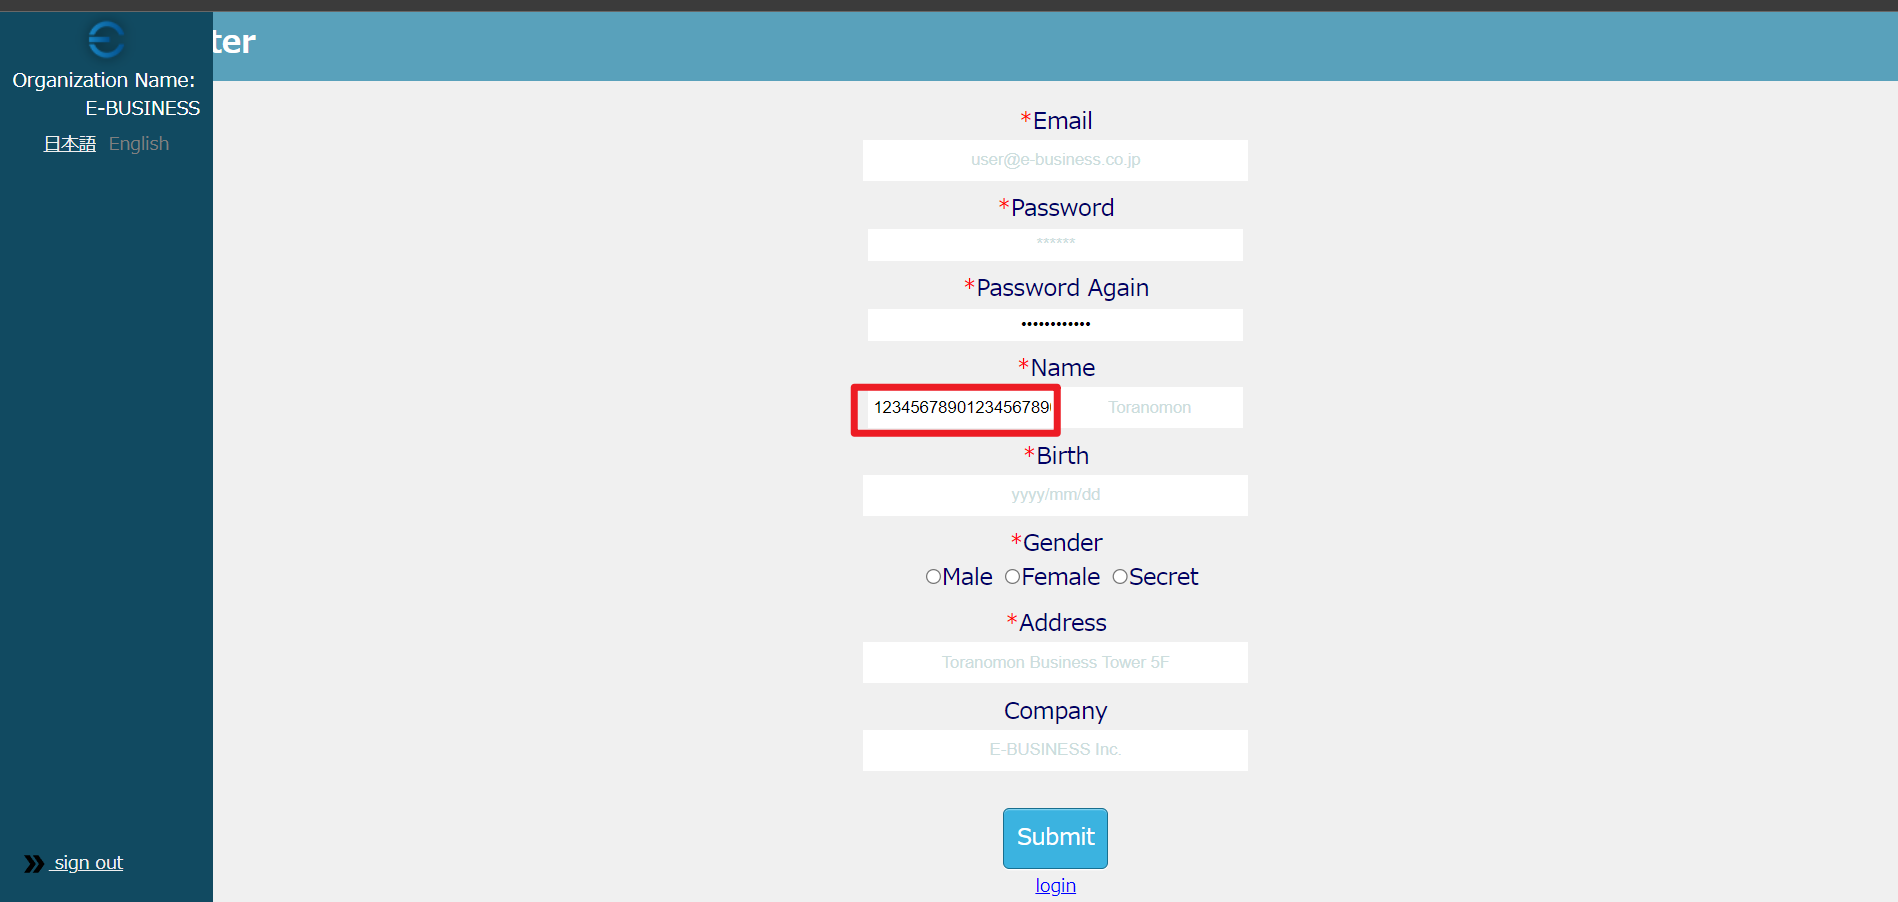 ter
Organization Name:
E-BUSINESS
日本語 English
*Email
user@e-business.co.jp
*Password
******
*Password Again
••••••••••••
*Name
1234567890123456789 Toranomon
*Birth
yyyy/mm/dd
*Gender
Male Female Secret
*Address
Toranomon Business Tower 5F
Company
E-BUSINESS Inc.
Submit
login
sign out